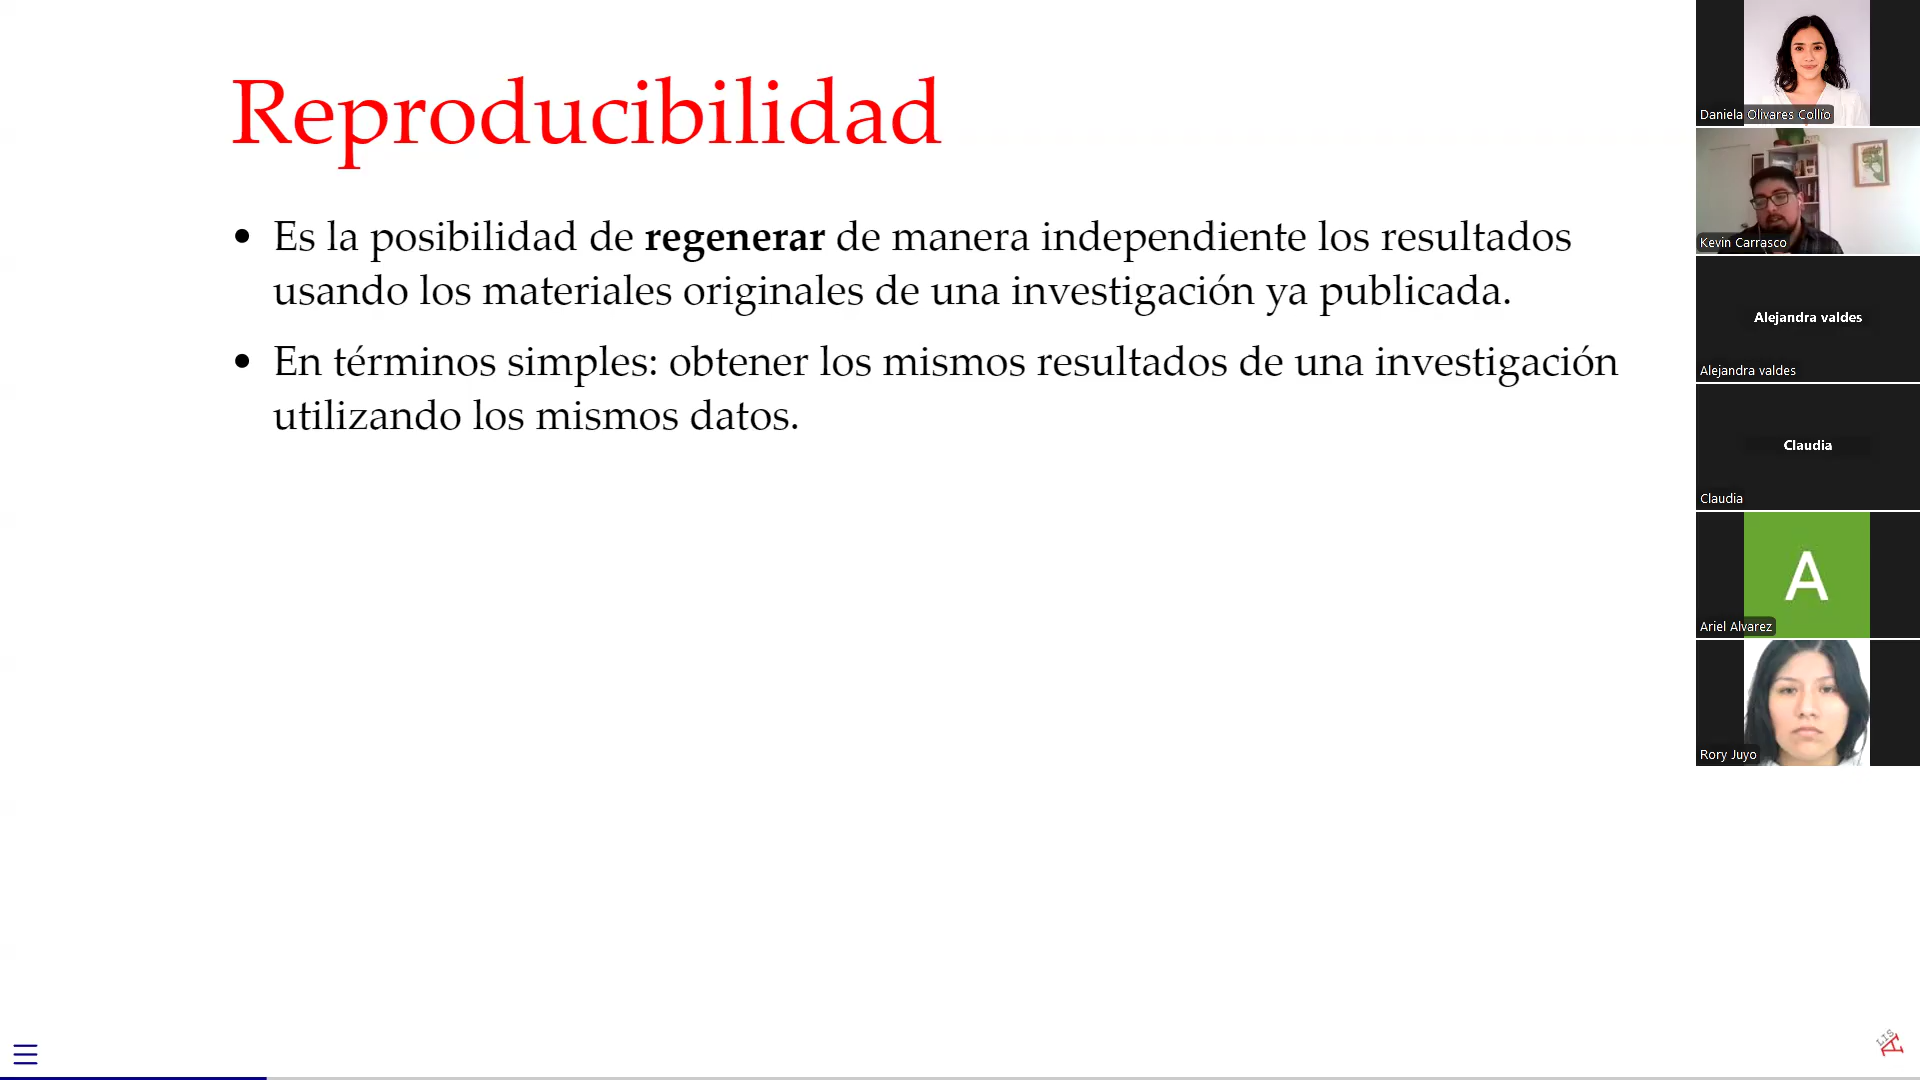 Reproducibilidad
• Es la posibilidad de regenerar de manera independiente los resultados
usando los materiales originales de una investigación ya publicada.
• En términos simples: obtener los mismos resultados de una investigación
utilizando los mismos datos.
Daniela Olivares Collío
Kevin Carrasco
Alejandra valdes
Alejandra valdes
Claudia
Claudia
A
Ariel Alvarez
Rory Juyo
LIS
A